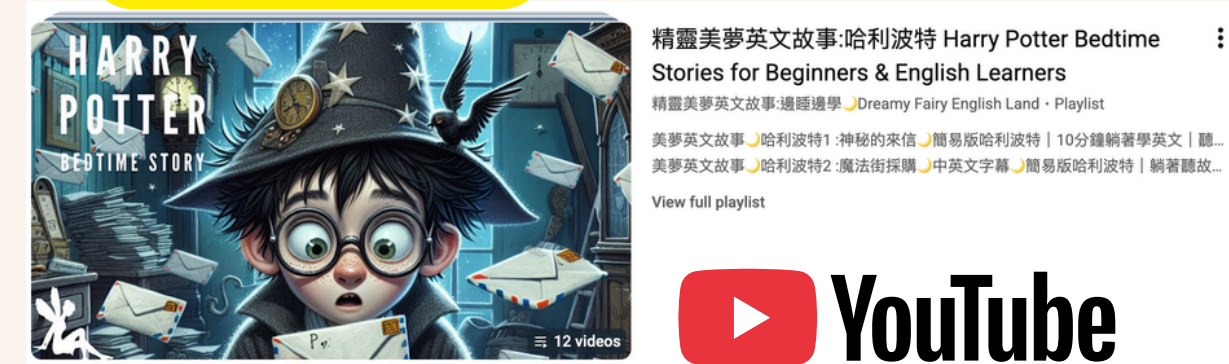 HARRY
POTTER
BEDTIME STORY
12 videos
精靈美夢英文故事:哈利波特 Harry Potter Bedtime
Stories for Beginners & English Learners
精靈美夢英文故事:邊睡邊學🌙Dreamy Fairy English Land • Playlist
美夢英文故事🌙哈利波特1 :神秘的來信🌙簡易版哈利波特｜10分鐘躺著學英文｜聽...
美夢英文故事🌙哈利波特2 :魔法街採購🌙中英文字幕🌙簡易版哈利波特｜躺著聽故...
View full playlist
YouTube